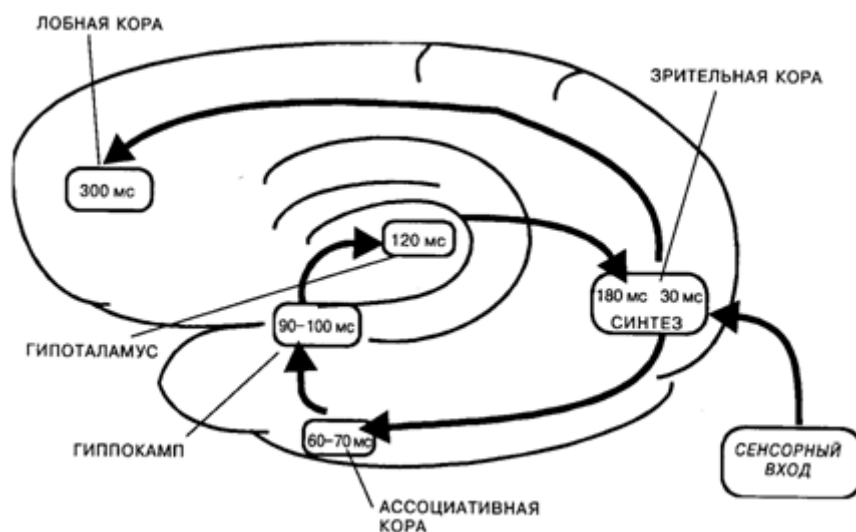 ЛОБНАЯ КОРА
ЗРИТЕЛЬНАЯ КОРА
300 мс
120 мс
180 мс 30 мс
СИНТЕЗ
90–100 мс
ГИПОТАЛАМУС
60–70 мс
ГИППОКАМП
СЕНСОРНЫЙ
ВХОД
АССОЦИАТИВНАЯ
КОРА